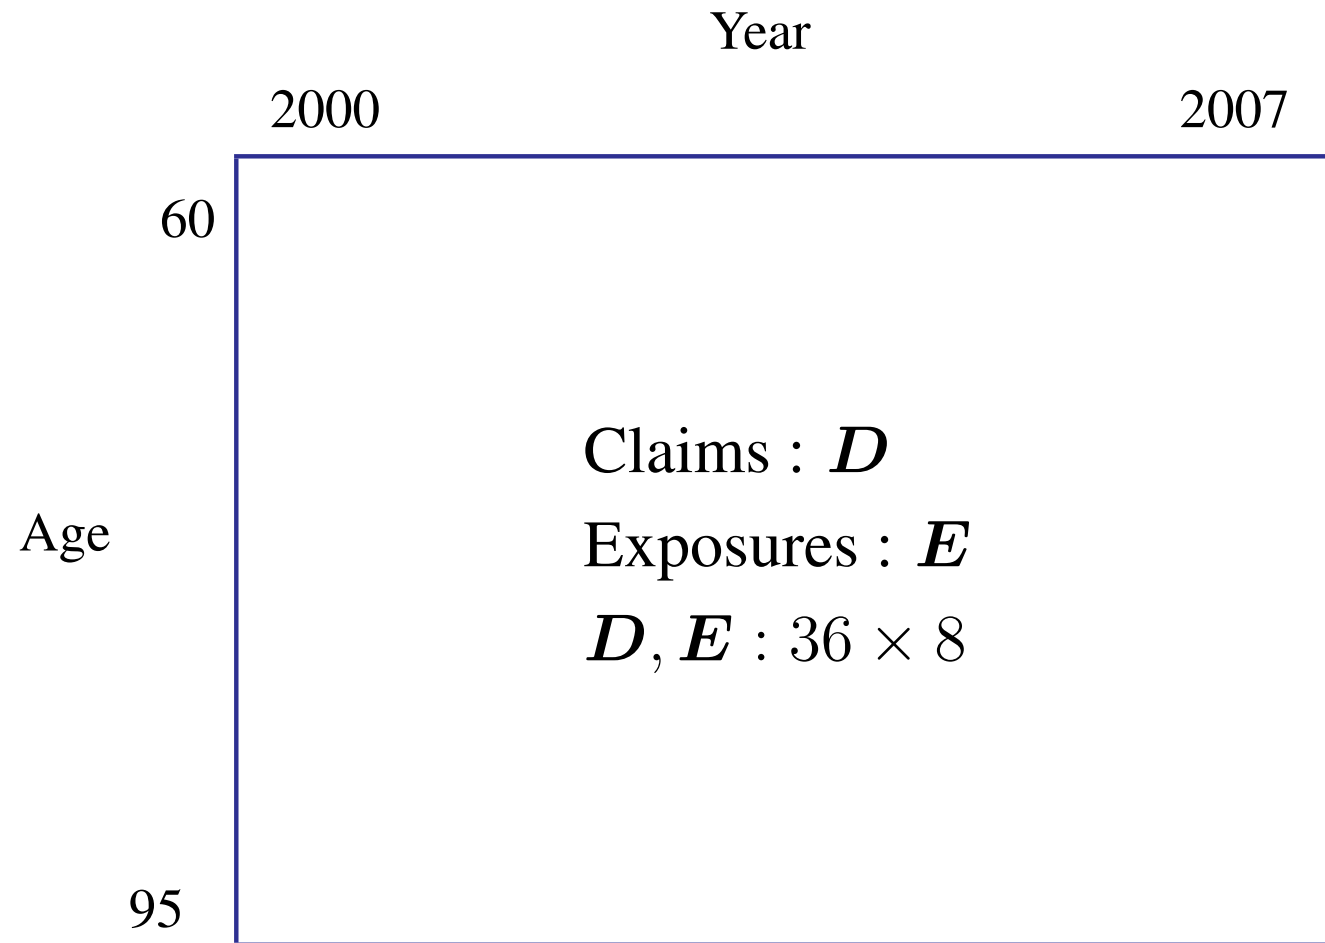 Year
2000 2007
60
Claims : D
Age
Exposures : E
D, E : 36 × 8
95